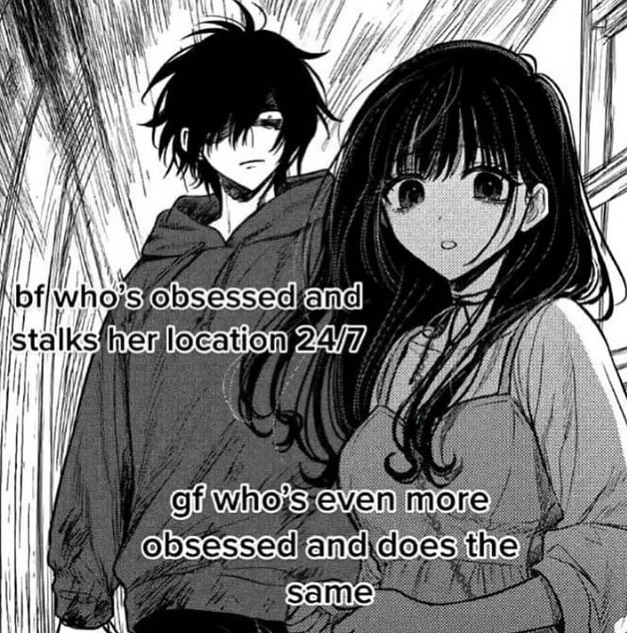 bf who's obsessed and
stalks her location 24/7
gf who's even more
obsessed and does the
same